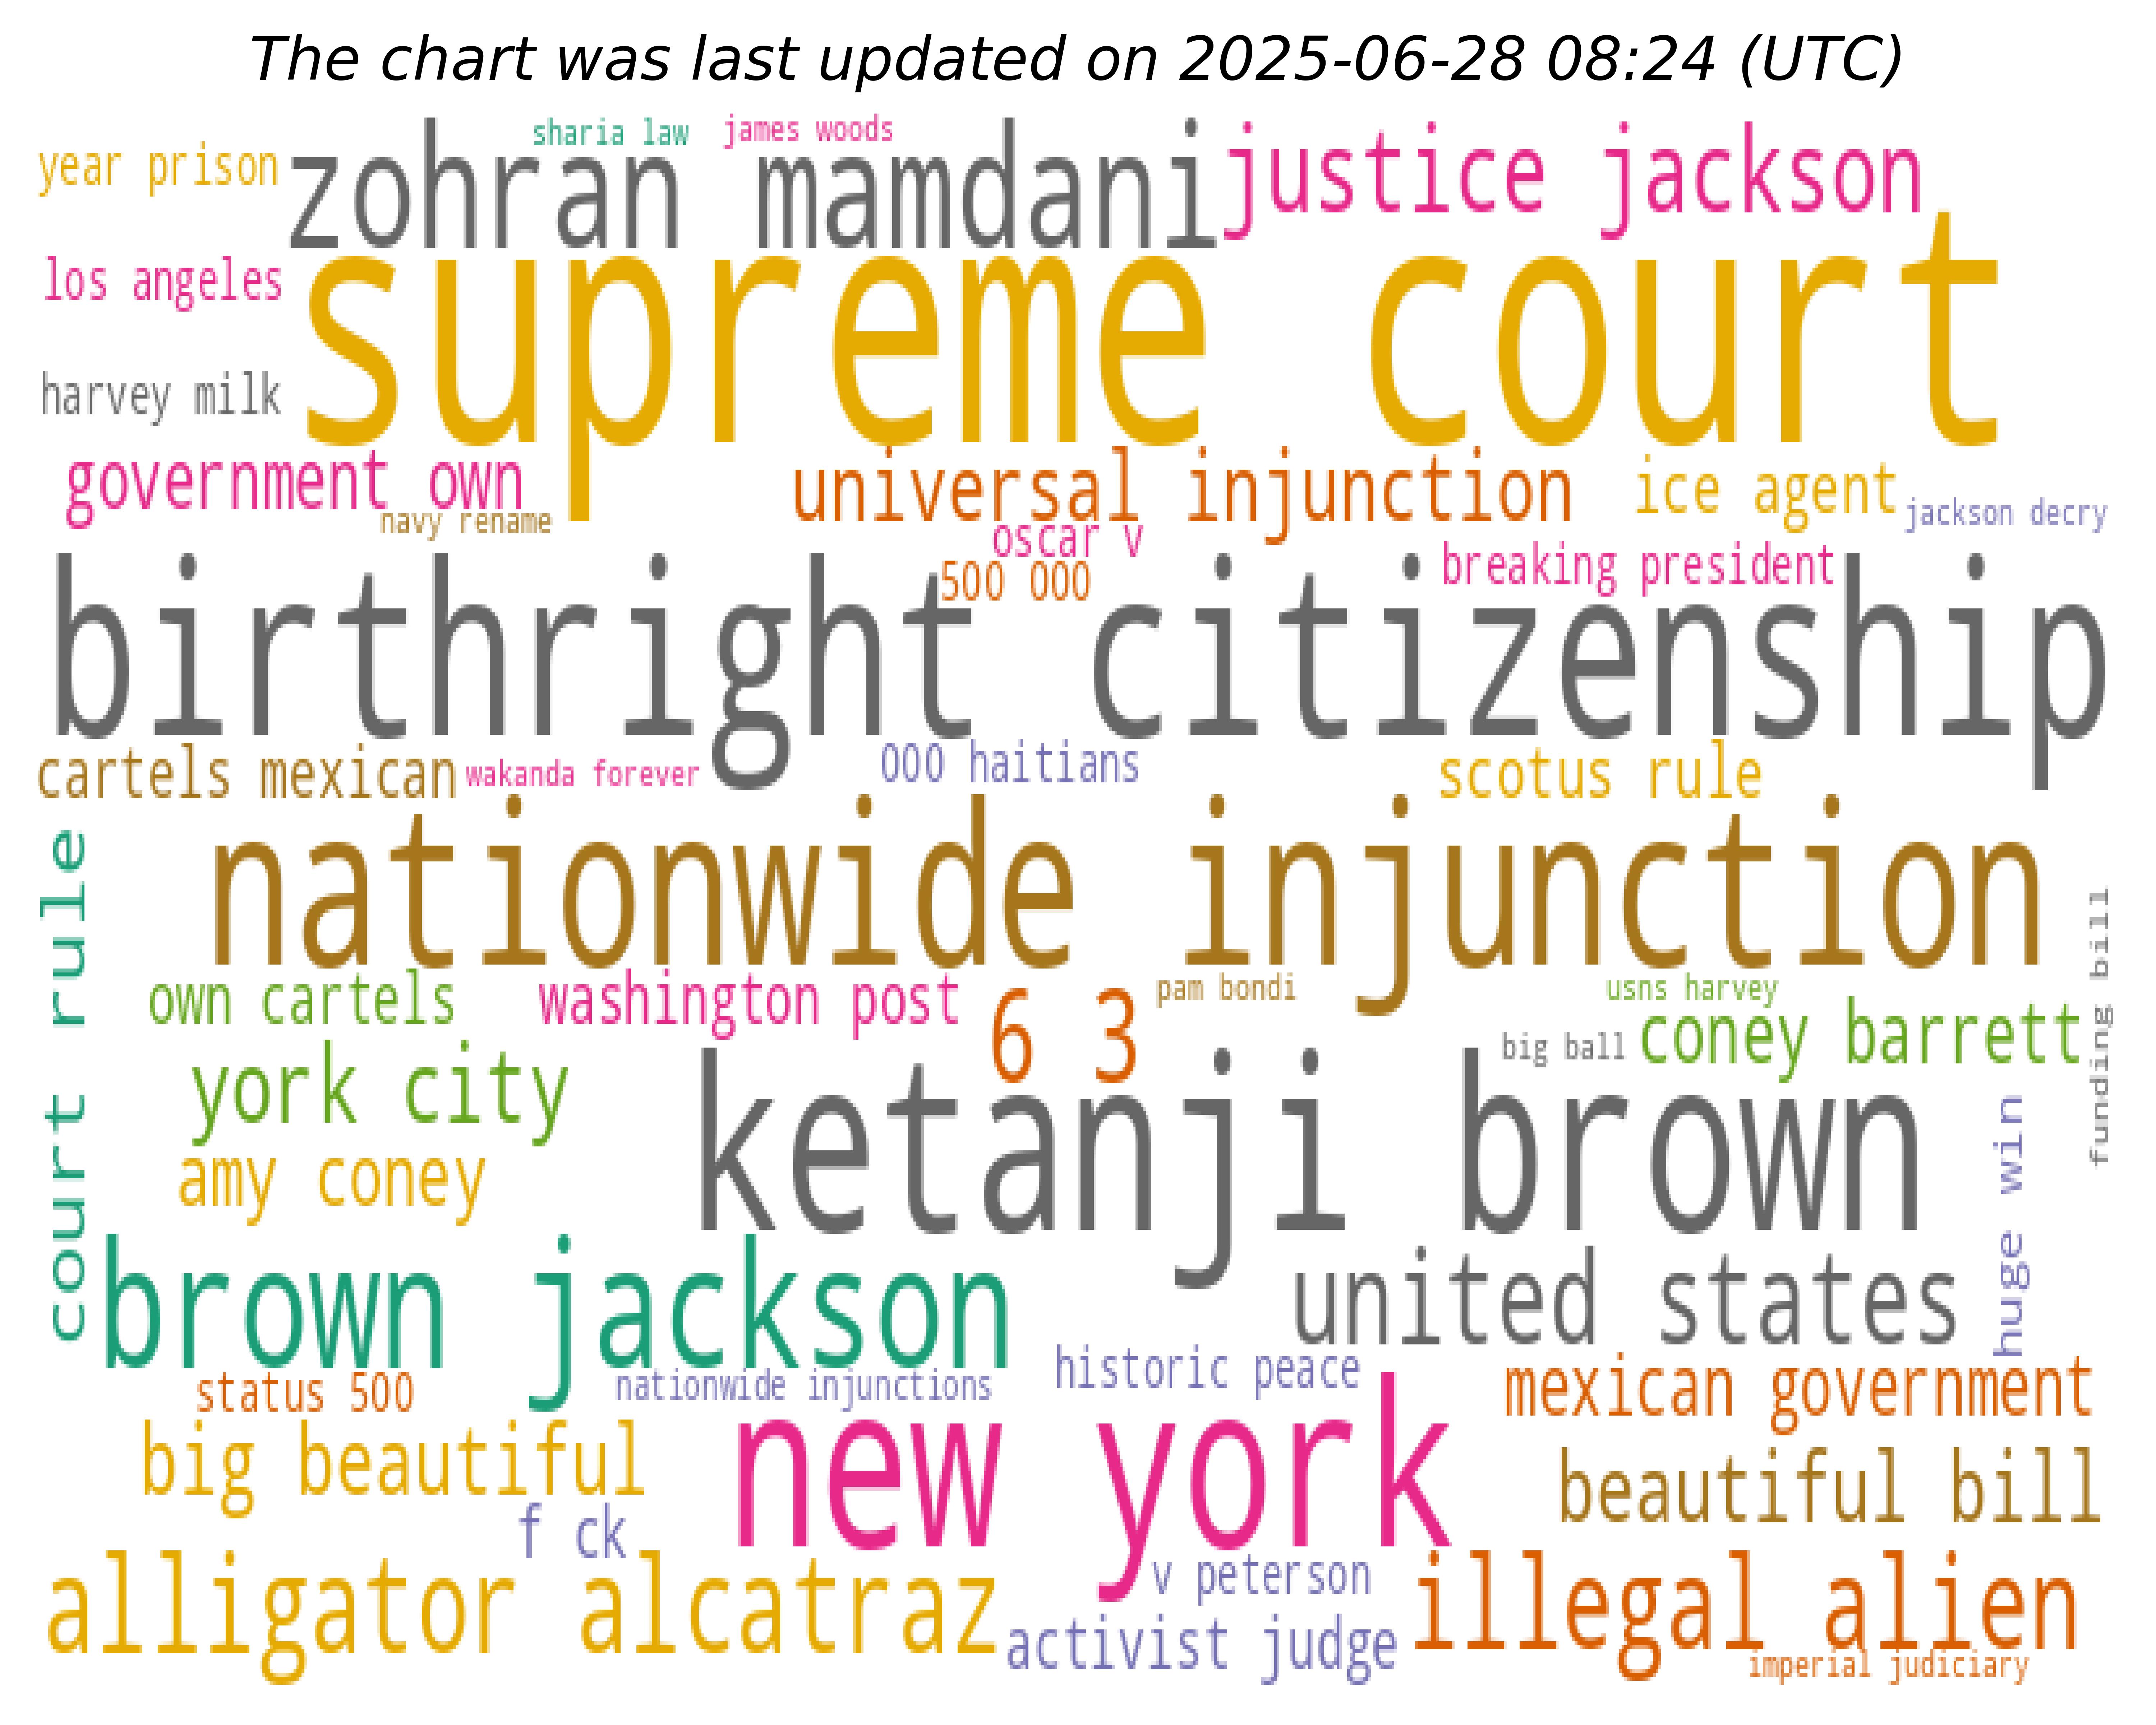 The chart was last updated on 2025-06-28 08:24 (UTC)
sharia law
james woods
year prison
zohran mamdani
justice jackson
los angeles
supreme court
harvey milk
government own
universal injunction
ice agent
jackson decry
navy rename
oscar v
500 000
breaking president
birthright citizenship
cartels mexican
wakanda forever
000 haitians
scotus rule
court rule
nationwide injunction
funding bill
own cartels
washington post
6 3
pam bondi
usns harvey
big ball
coney barrett
york city
ketanji brown
huge win
amy coney
brown jackson
united states
status 500
nationwide injunctions
historic peace
mexican government
big beautiful
new york
beautiful bill
f ck
alligator alcatraz
v peterson
activist judge
illegal alien
imperial judiciary